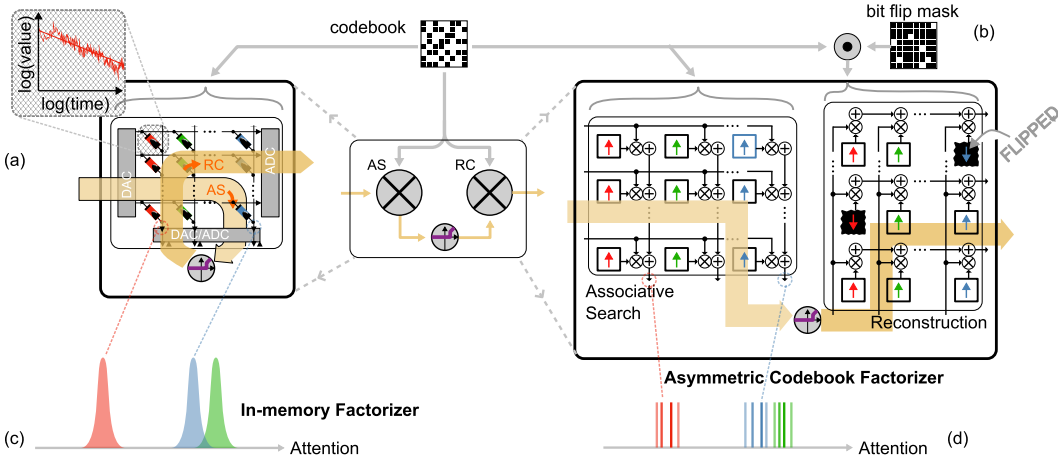 log(value)
log(time)
codebook
bit flip mask
(b)
(a)
DAC
RC
AS
ADC
DAC/ADC
AS
RC
FLIPPED
Associative
Search
Reconstruction
In-memory Factorizer
Asymmetric Codebook Factorizer
(c)
Attention
Attention
(d)